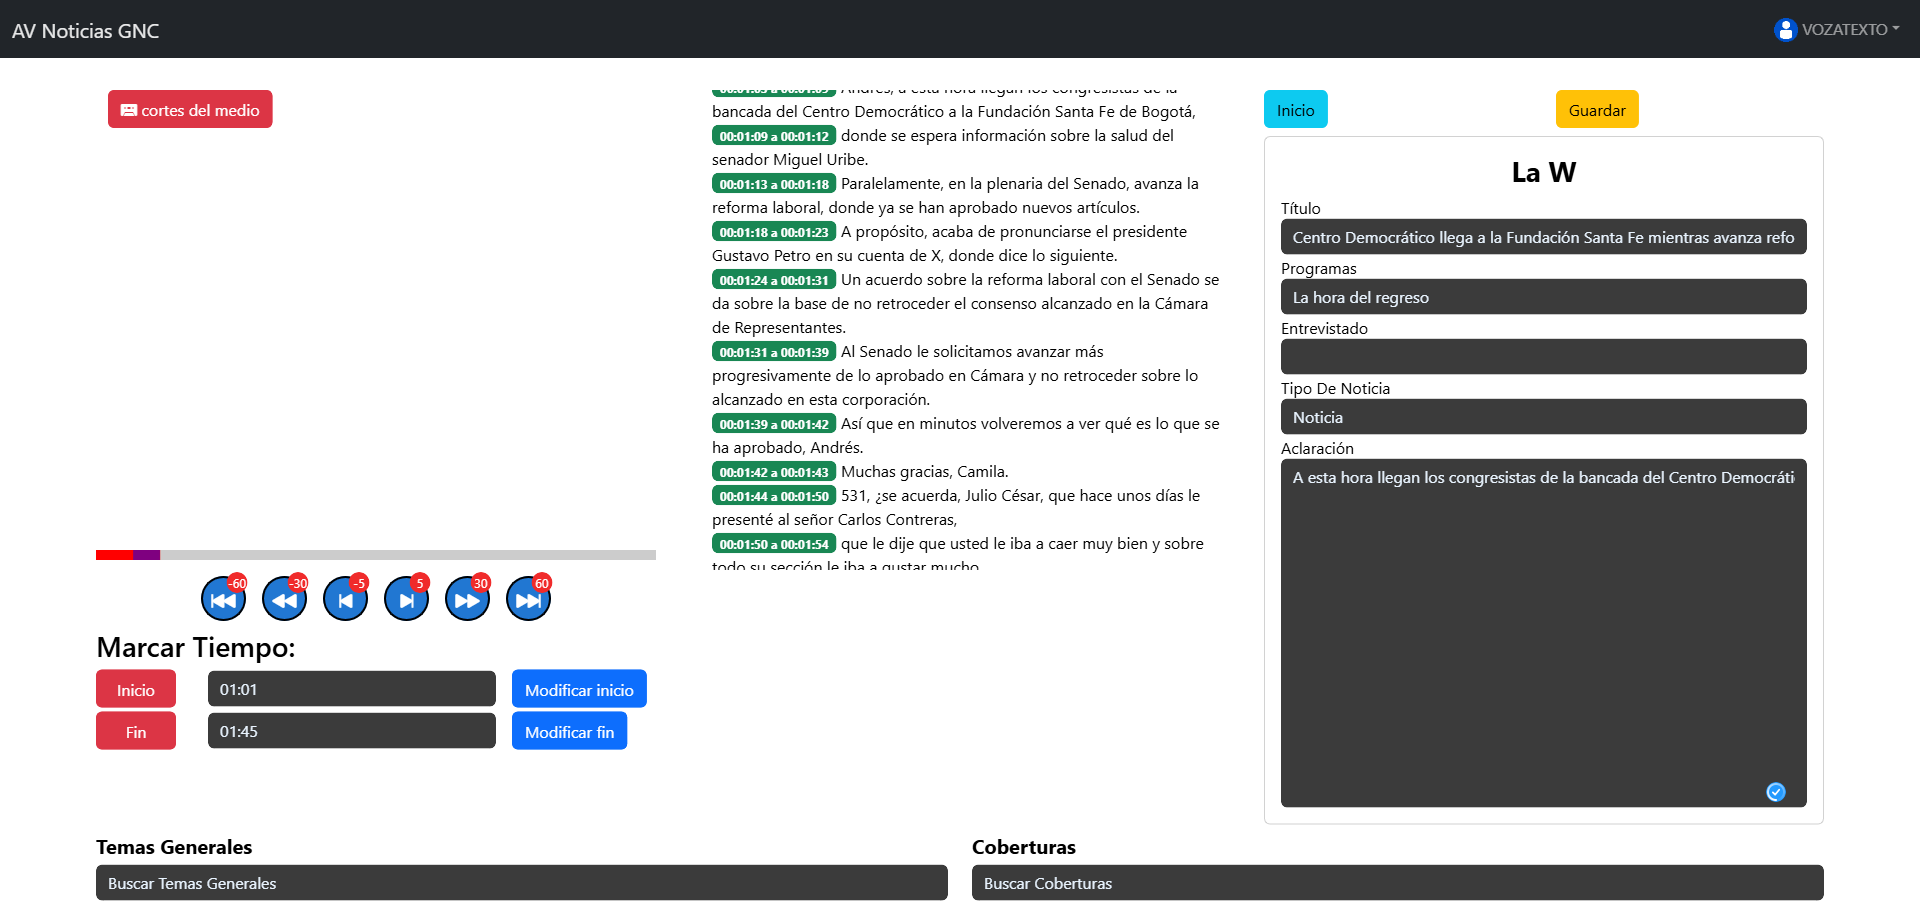 AV Noticias GNC
VOZATEXTO
cortes del medio
00:01:05 a 00:01:09 Andrés, a esta hora llegan los congresistas de la
bancada del Centro Democrático a la Fundación Santa Fe de Bogotá,
00:01:09 a 00:01:12 donde se espera información sobre la salud del
senador Miguel Uribe.
00:01:13 a 00:01:18 Paralelamente, en la plenaria del Senado, avanza la
reforma laboral, donde ya se han aprobado nuevos artículos.
00:01:18 a 00:01:23 A propósito, acaba de pronunciarse el presidente
Gustavo Petro en su cuenta de X, donde dice lo siguiente.
00:01:24 a 00:01:31 Un acuerdo sobre la reforma laboral con el Senado se
da sobre la base de no retroceder el consenso alcanzado en la Cámara
de Representantes.
00:01:31 a 00:01:39 Al Senado le solicitamos avanzar más
progresivamente de lo aprobado en Cámara y no retroceder sobre lo
alcanzado en esta corporación.
00:01:39 a 00:01:42 Así que en minutos volveremos a ver qué es lo que se
ha aprobado, Andrés.
00:01:42 a 00:01:43 Muchas gracias, Camila.
00:01:44 a 00:01:50 531, ¿se acuerda, Julio César, que hace unos días le
presenté al señor Carlos Contreras,
00:01:50 a 00:01:54 que le dije que usted le iba a caer muy bien y sobre
todo su sección le iba a gustar mucho
-60 -30 -5 5 30 60
Marcar Tiempo:
Inicio 01:01 Modificar inicio
Fin 01:45 Modificar fin
Inicio Guardar
La W
Título
Centro Democrático llega a la Fundación Santa Fe mientras avanza refo
Programas
La hora del regreso
Entrevistado
Tipo De Noticia
Noticia
Aclaración
A esta hora llegan los congresistas de la bancada del Centro Democráti
Temas Generales
Buscar Temas Generales
Coberturas
Buscar Coberturas